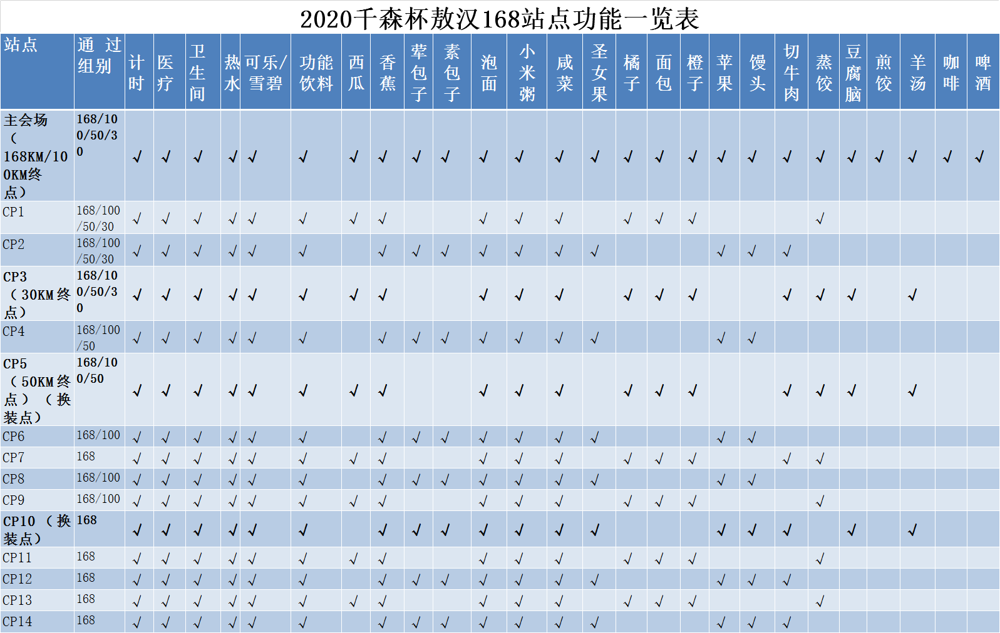 2020千森杯敖汉168站点功能一览表
站点 通过组别 计时 医疗 卫生间 热水 可乐/雪碧 功能饮料 西瓜 香蕉 荤包子 素包子 泡面 小米粥 咸菜 圣女果 橘子 面包 橙子 苹果 馒头 切牛肉 蒸饺 豆腐脑 煎饺 羊汤 咖啡 啤酒
主会场（168KM/100KM终点） 168/100/50/30 √ √ √ √ √ √ √ √ √ √ √ √ √ √ √ √ √ √ √ √ √ √ √ √ √ √
CP1 168/100/50/30 √ √ √ √ √ √ √ √ √ √ √ √ √ √ √
CP2 168/100/50/30 √ √ √ √ √ √ √ √ √ √ √ √ √ √ √ √
CP3（30KM终点） 168/100/50/30 √ √ √ √ √ √ √ √ √ √ √ √ √ √ √ √ √ √
CP4 168/100/50 √ √ √ √ √ √ √ √ √ √ √ √ √ √ √
CP5（50KM终点）（换装点） 168/100/50 √ √ √ √ √ √ √ √ √ √ √ √ √ √ √ √ √ √
CP6 168/100 √ √ √ √ √ √ √ √ √ √ √ √ √ √ √
CP7 168 √ √ √ √ √ √ √ √ √ √ √ √ √ √ √ √
CP8 168/100 √ √ √ √ √ √ √ √ √ √ √ √ √ √ √
CP9 168/100 √ √ √ √ √ √ √ √ √ √ √ √ √ √ √
CP10（换装点） 168 √ √ √ √ √ √ √ √ √ √ √ √ √ √ √ √ √ √
CP11 168 √ √ √ √ √ √ √ √ √ √ √ √ √ √ √
CP12 168 √ √ √ √ √ √ √ √ √ √ √ √ √ √ √ √
CP13 168 √ √ √ √ √ √ √ √ √ √ √ √ √ √ √
CP14 168 √ √ √ √ √ √ √ √ √ √ √ √ √ √ √ √